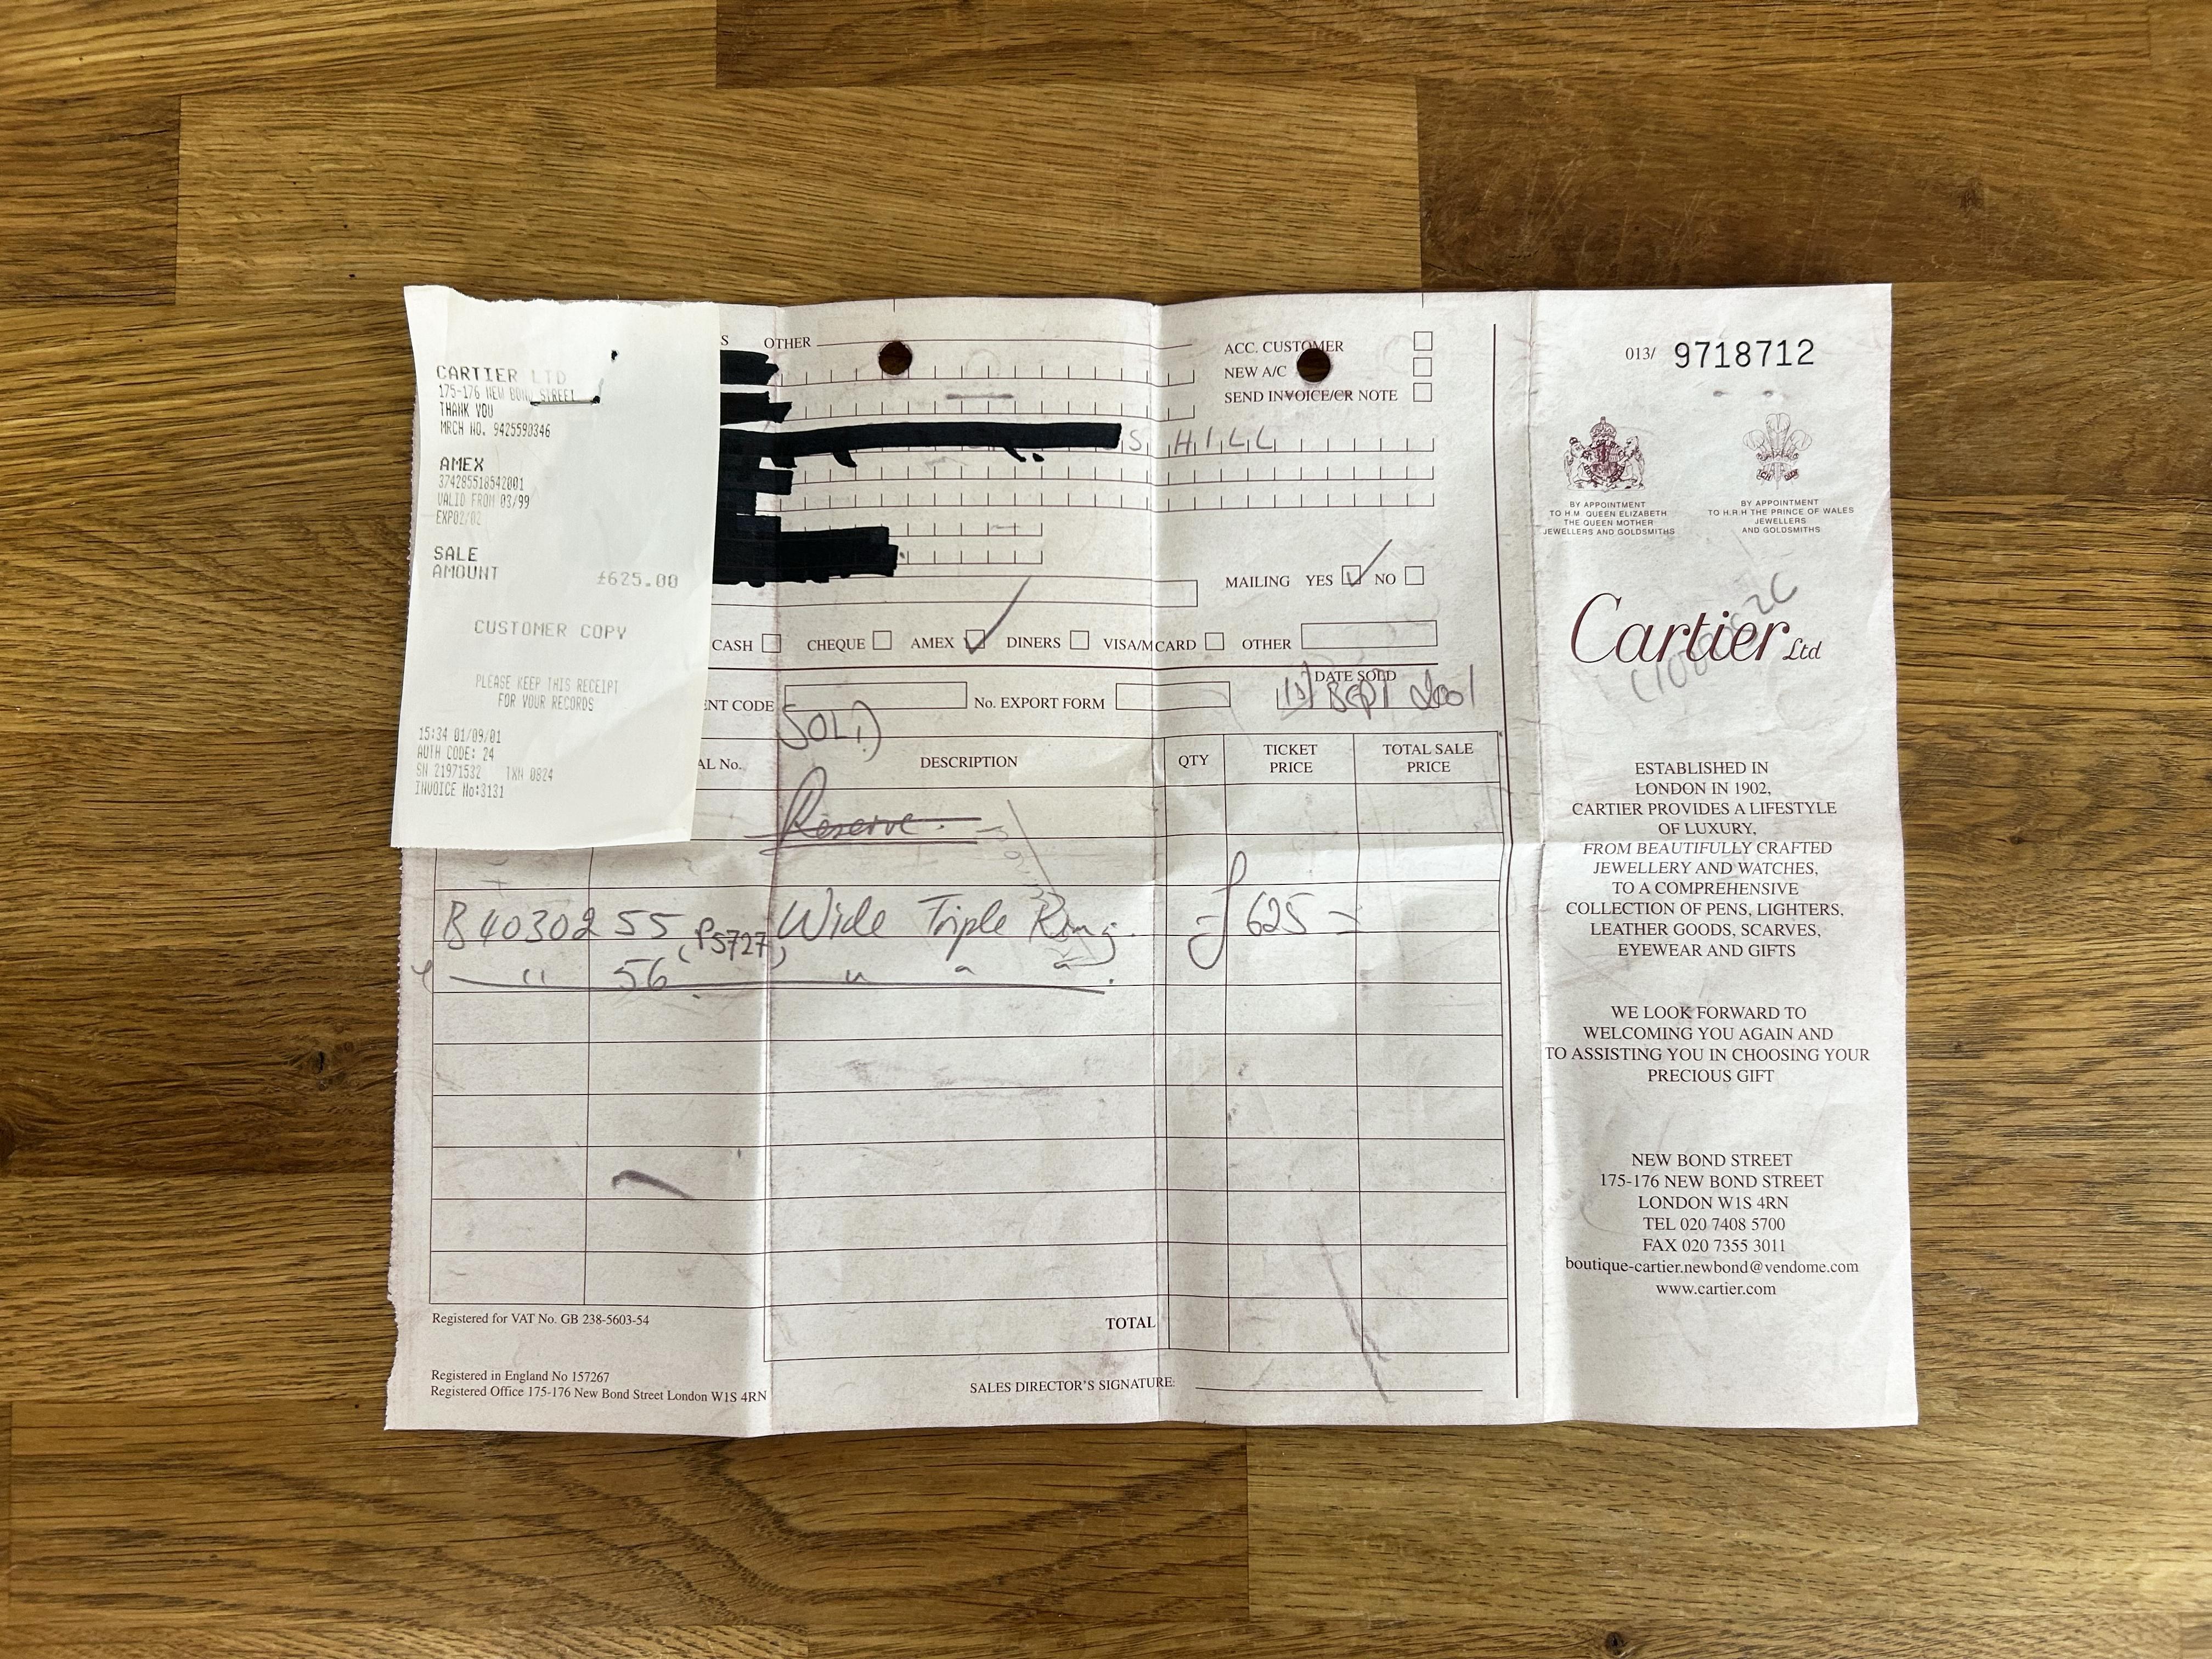 CARTIER LTD
175-176 NEW BOND STREET
THANK YOU
MRCH NO. 9425590346
AMEX
374285518542001
VALID FROM 03/99
EXP02/02
SALE
AMOUNT £625.00
CUSTOMER COPY
PLEASE KEEP THIS RECEIPT
FOR YOUR RECORDS
15:34 01/09/01
AUTH CODE: 24
SN 21971532 TXN 0824
INVOICE No:3131
S OTHER
ACC. CUSTOMER
NEW A/C
SEND INVOICE/CR NOTE
S HILL
MAILING YES NO
CASH CHEQUE AMEX DINERS VISA/MCARD OTHER
DATE SOLD
ENT CODE No. EXPORT FORM 1st Sept 2001
SOLD
AL No. DESCRIPTION QTY TICKET PRICE TOTAL SALE PRICE
Reserve.
B40302 55 (P5727) Wide Triple Ring. £625=
" 56 " " "
Registered for VAT No. GB 238-5603-54
TOTAL
Registered in England No 157267
Registered Office 175-176 New Bond Street London W1S 4RN
SALES DIRECTOR'S SIGNATURE:
013/ 9718712
BY APPOINTMENT
TO H.M. QUEEN ELIZABETH
THE QUEEN MOTHER
JEWELLERS AND GOLDSMITHS
BY APPOINTMENT
TO H.R.H THE PRINCE OF WALES
JEWELLERS
AND GOLDSMITHS
Cartier Ltd
ESTABLISHED IN
LONDON IN 1902,
CARTIER PROVIDES A LIFESTYLE
OF LUXURY,
FROM BEAUTIFULLY CRAFTED
JEWELLERY AND WATCHES,
TO A COMPREHENSIVE
COLLECTION OF PENS, LIGHTERS,
LEATHER GOODS, SCARVES,
EYEWEAR AND GIFTS
WE LOOK FORWARD TO
WELCOMING YOU AGAIN AND
TO ASSISTING YOU IN CHOOSING YOUR
PRECIOUS GIFT
NEW BOND STREET
175-176 NEW BOND STREET
LONDON W1S 4RN
TEL 020 7408 5700
FAX 020 7355 3011
boutique-cartier.newbond@vendome.com
www.cartier.com